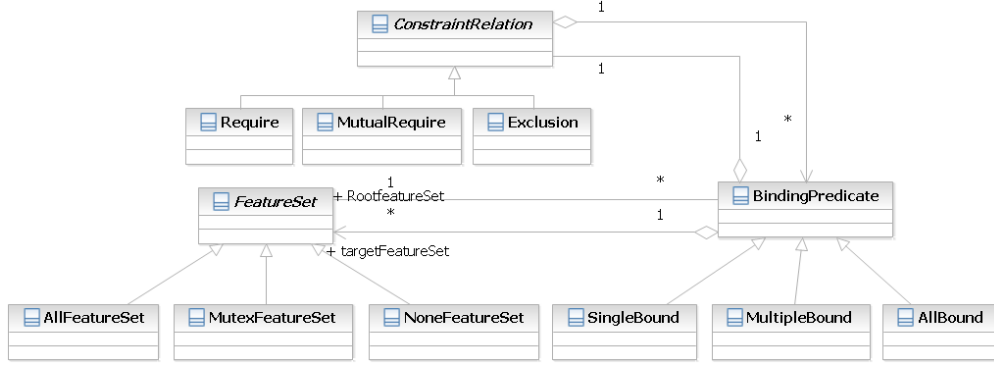 1
ConstraintRelation
1
Require
MutualRequire
Exclusion
*
1
1
*
+ RootfeatureSet
FeatureSet
BindingPredicate
*
1
+ targetFeatureSet
AllFeatureSet
MutexFeatureSet
NoneFeatureSet
SingleBound
MultipleBound
AllBound